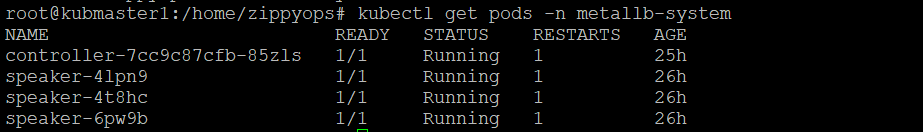 root@kubmaster1:/home/zippyops# kubectl get pods -n metallb-system
NAME READY STATUS RESTARTS AGE
controller-7cc9c87cfb-85zls 1/1 Running 1 25h
speaker-4lpn9 1/1 Running 1 26h
speaker-4t8hc 1/1 Running 1 26h
speaker-6pw9b 1/1 Running 1 26h